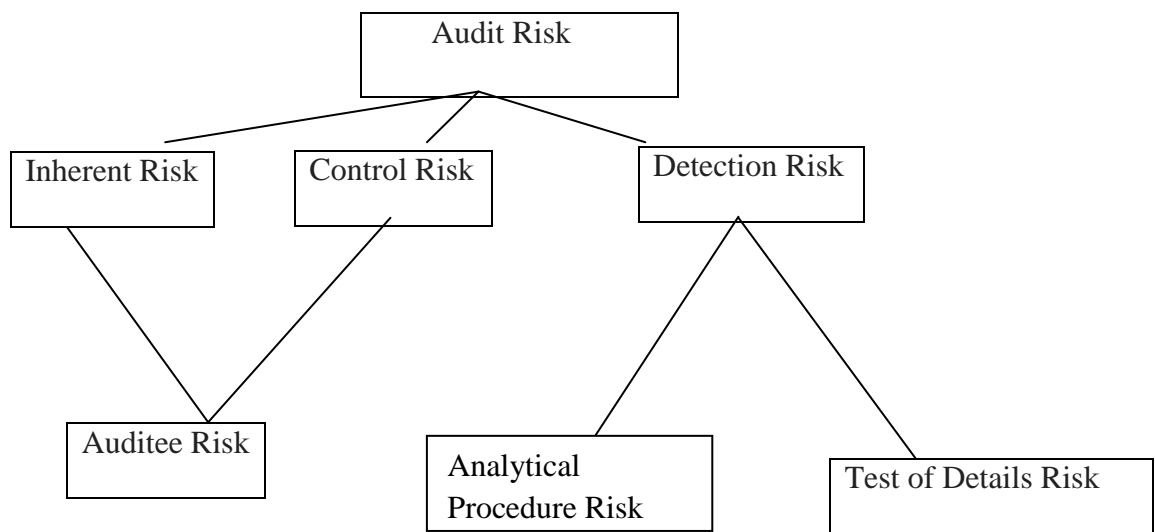 Audit Risk
Inherent Risk
Control Risk
Detection Risk
Auditee Risk
Analytical
Procedure Risk
Test of Details Risk